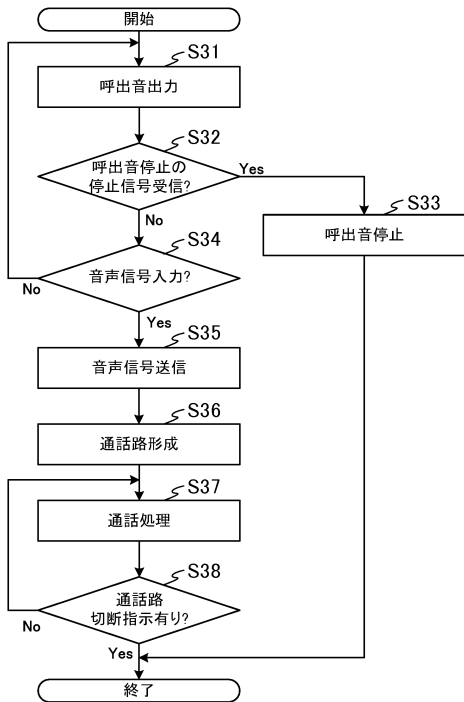 開始
S31
呼出音出力
S32
呼出音停止の
停止信号受信?
Yes
No
S33
呼出音停止
S34
音声信号入力?
No
Yes
S35
音声信号送信
S36
通話路形成
S37
通話処理
S38
通話路
切断指示有り?
No
Yes
終了